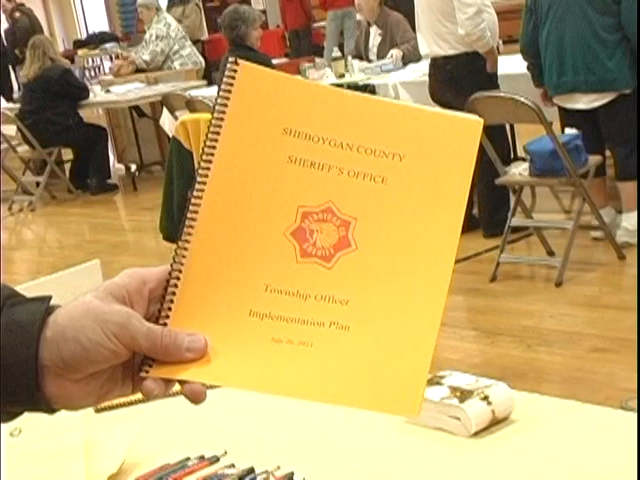 SHEBOYGAN COUNTY
SHERIFF'S OFFICE
Township Officer
Implementation Plan